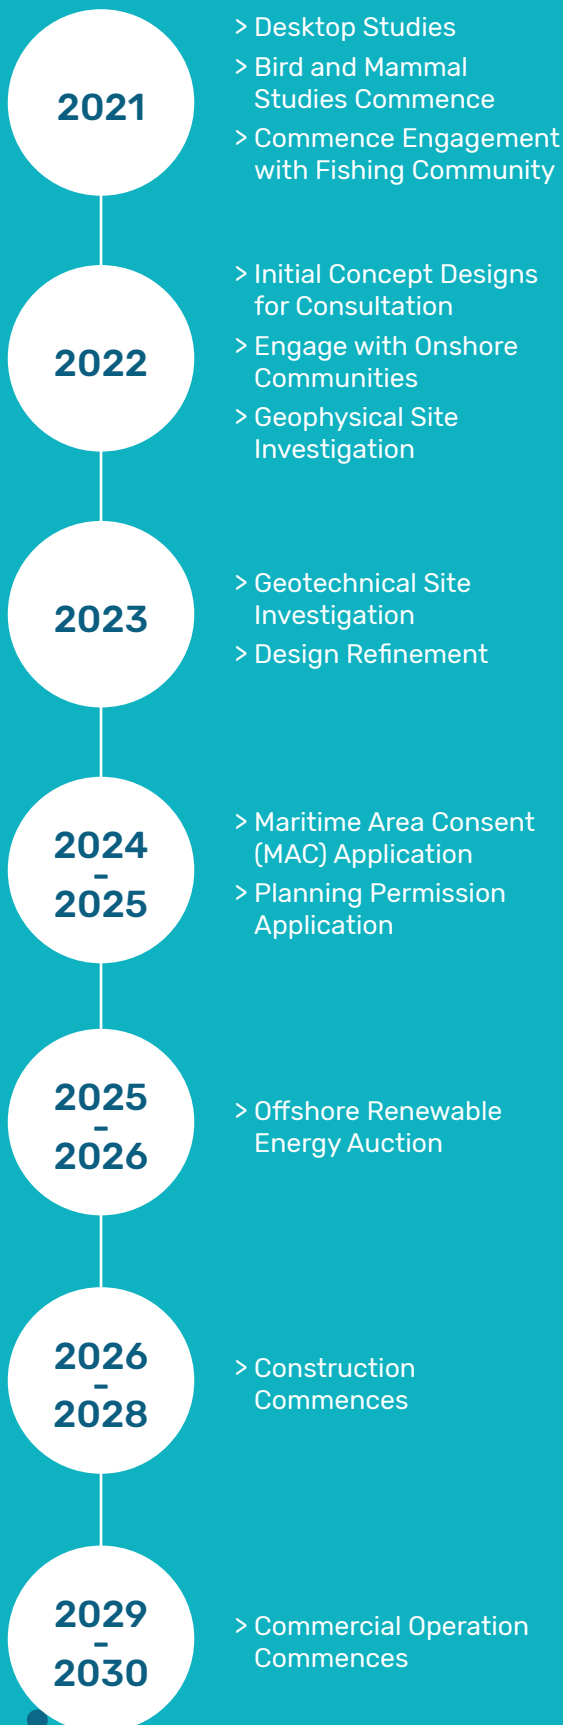 2021
> Desktop Studies
> Bird and Mammal
Studies Commence
> Commence Engagement
with Fishing Community
2022
> Initial Concept Designs
for Consultation
> Engage with Onshore
Communities
> Geophysical Site
Investigation
2023
> Geotechnical Site
Investigation
> Design Refinement
2024
-
2025
> Maritime Area Consent
(MAC) Application
> Planning Permission
Application
2025
-
2026
> Offshore Renewable
Energy Auction
2026
-
2028
> Construction
Commences
2029
-
2030
> Commercial Operation
Commences